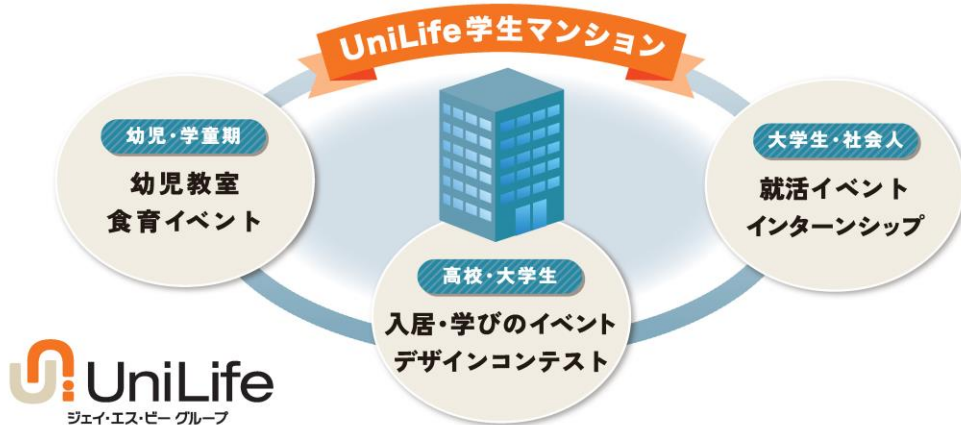 UniLife学生マンション
幼児・学童期
幼児教室
食育イベント
大学生・社会人
就活イベント
インターンシップ
高校・大学生
入居・学びのイベント
デザインコンテスト
UniLife
ジェイ・エス・ビー グループ